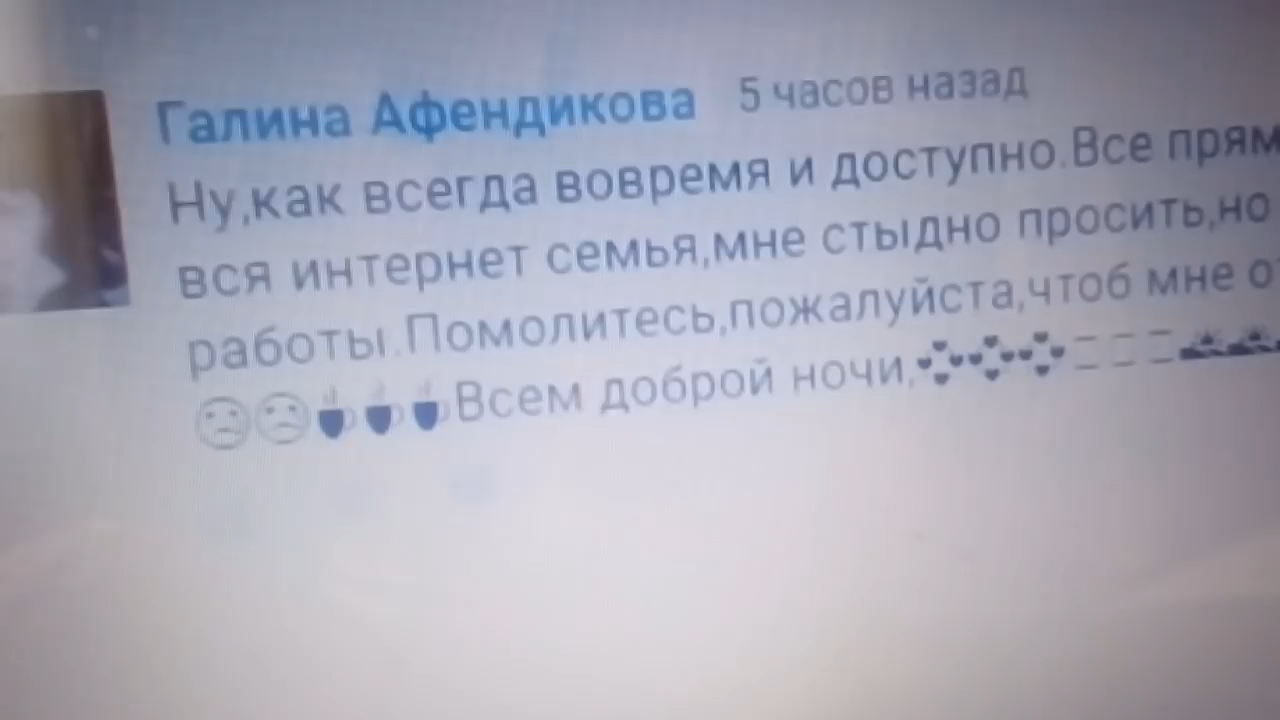 Галина Афендикова 5 часов назад
Ну,как всегда вовремя и доступно.Все
вся интернет семья,мне стыдно просить,но
работы.Помолитесь,пожалуйста,чтоб мне
Всем доброй ночи,